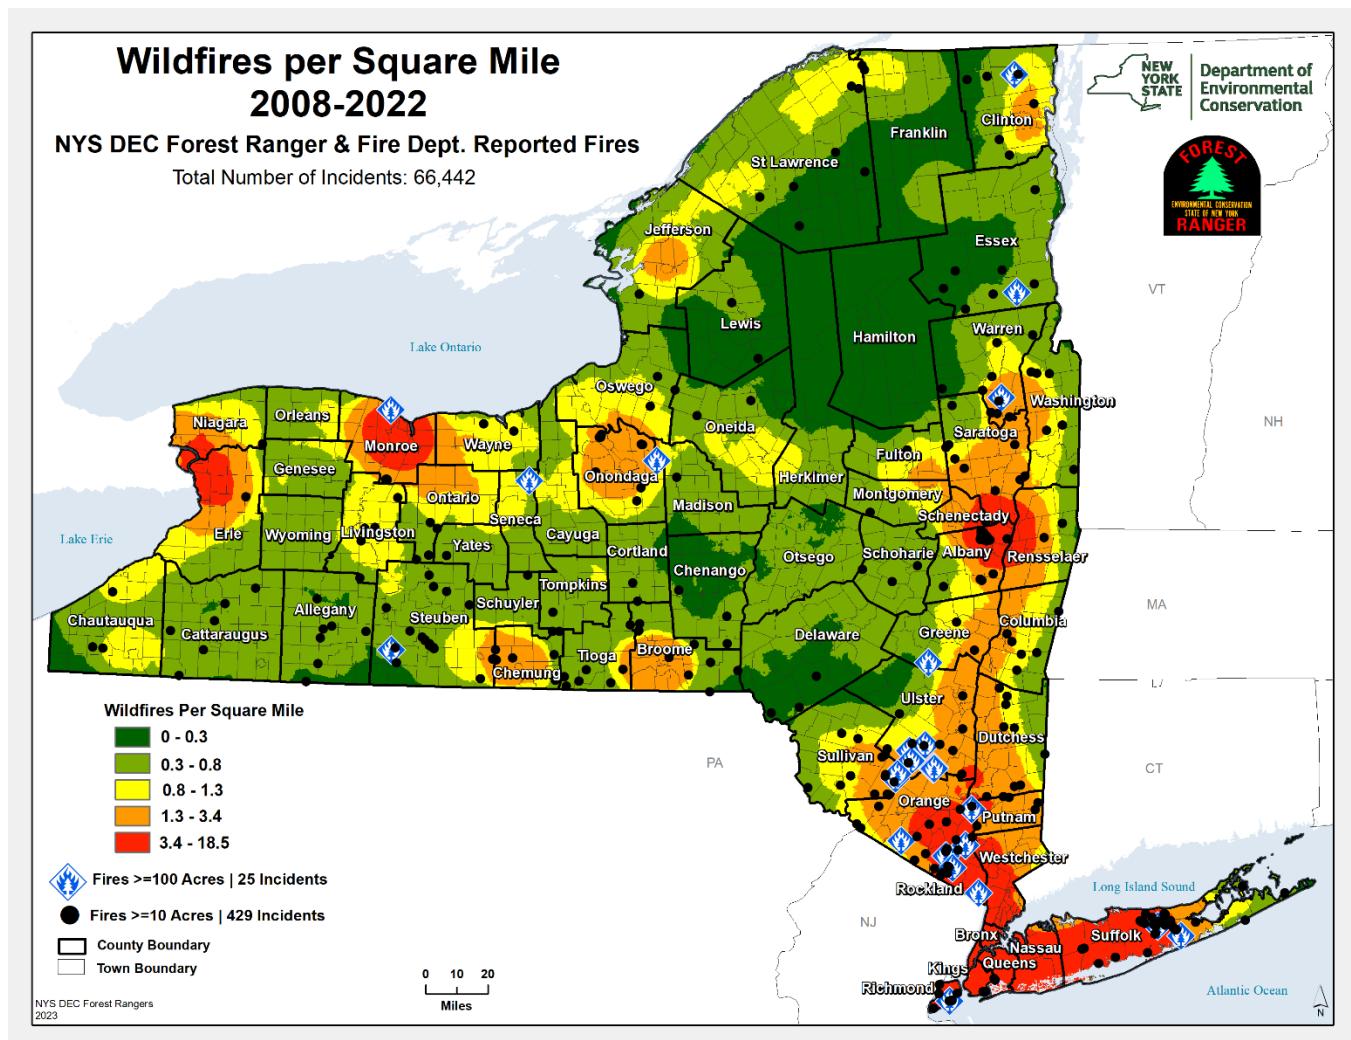 Wildfires per Square Mile
2008-2022
NYS DEC Forest Ranger & Fire Dept. Reported Fires
Total Number of Incidents: 66,442
NEW
YORK
STATE
Department of
Environmental
Conservation
FOREST
ENVIRONMENTAL CONSERVATION
STATE OF NEW YORK
RANGER
Clinton
Franklin
St Lawrence
Jefferson
Essex
VT
Lewis
Warren
Hamilton
Lake Ontario
Oswego
Washington
Orleans
Niagara
Oneida
NH
Monroe
Wayne
Saratoga
Fulton
Genesee
Onondaga
Herkimer
Ontario
Montgomery
Madison
Seneca
Schenectady
Erie
Wyoming
Livingston
Cayuga
Lake Erie
Yates
Cortland
Otsego
Schoharie
Albany
Rensselaer
Chenango
Tompkins
MA
Schuyler
Allegany
Steuben
Chautauqua
Columbia
Cattaraugus
Delaware
Greene
Broome
Tioga
Chemung
Ulster
Wildfires Per Square Mile
0 - 0.3
0.3 - 0.8
0.8 - 1.3
1.3 - 3.4
3.4 - 18.5
Fires >=100 Acres | 25 Incidents
Fires >=10 Acres | 429 Incidents
County Boundary
Town Boundary
Dutchess
Sullivan
PA
CT
Orange
Putnam
Westchester
Rockland
Long Island Sound
NJ
Bronx
Suffolk
Nassau
Queens
Kings
Richmond
Atlantic Ocean
0 10 20
Miles
N
NYS DEC Forest Rangers
2023